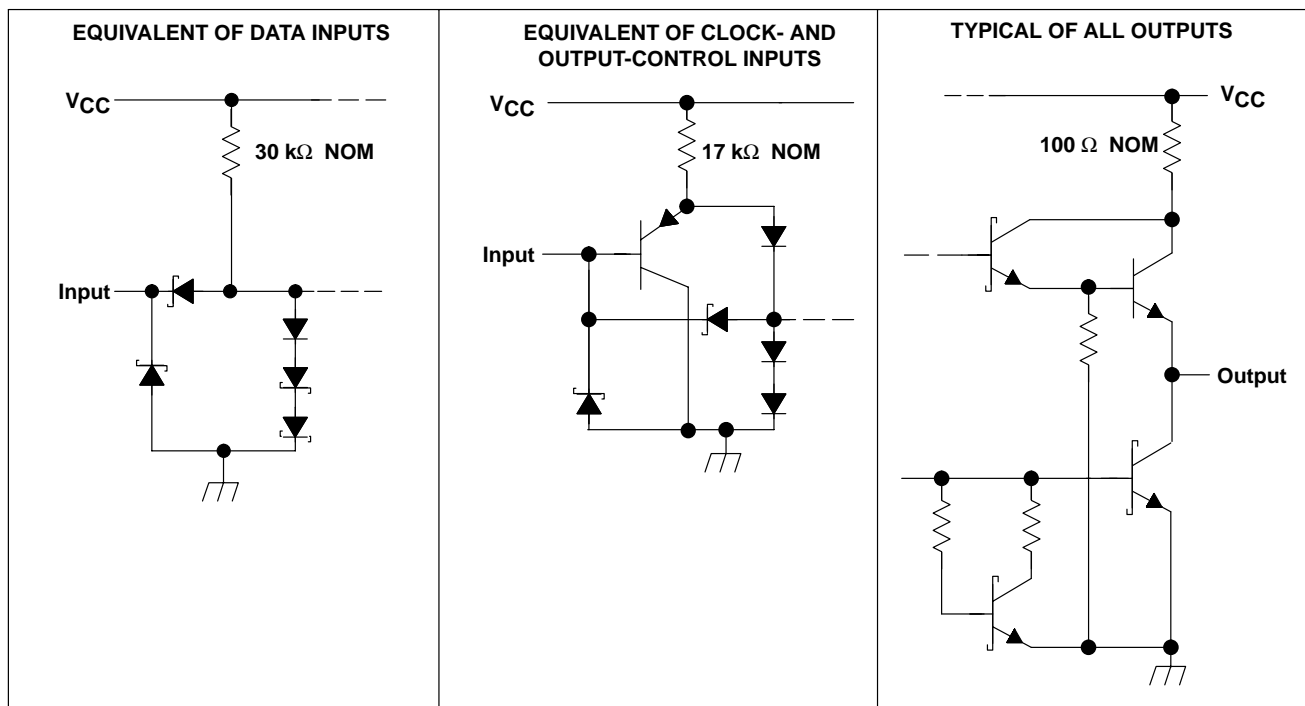 EQUIVALENT OF DATA INPUTS
VCC
30 kΩ NOM
Input
EQUIVALENT OF CLOCK- AND
OUTPUT-CONTROL INPUTS
VCC
17 kΩ NOM
Input
TYPICAL OF ALL OUTPUTS
VCC
100 Ω NOM
Output